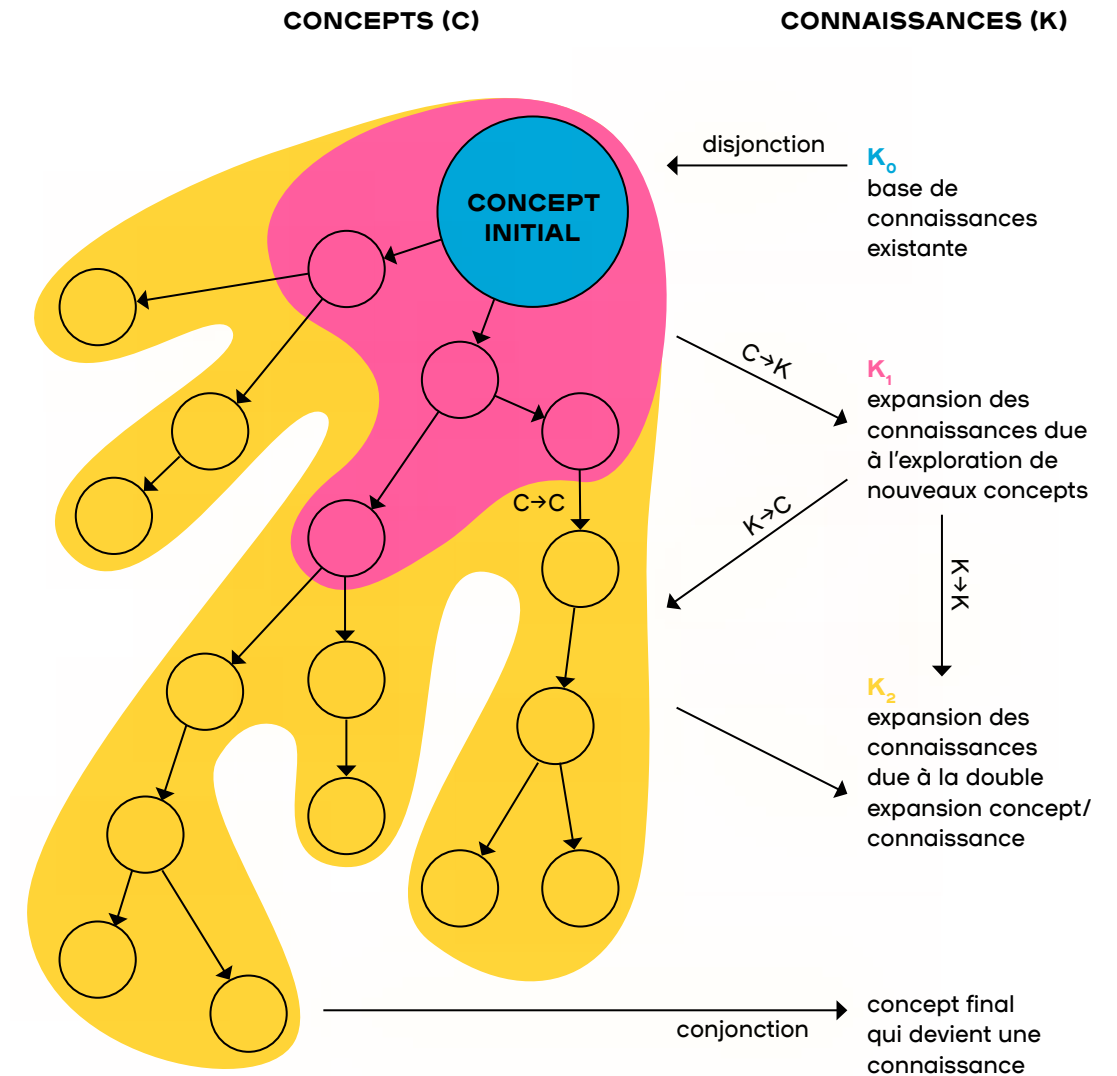 CONCEPTS (C)
CONNAISSANCES (K)
CONCEPT
INITIAL
disjonction
K₀
base de
connaissances
existante
C→K
K₁
expansion des
connaissances due
à l'exploration de
nouveaux concepts
C→C
K→C
K→K
K₂
expansion des
connaissances
due à la double
expansion concept/
connaissance
conjonction
concept final
qui devient une
connaissance